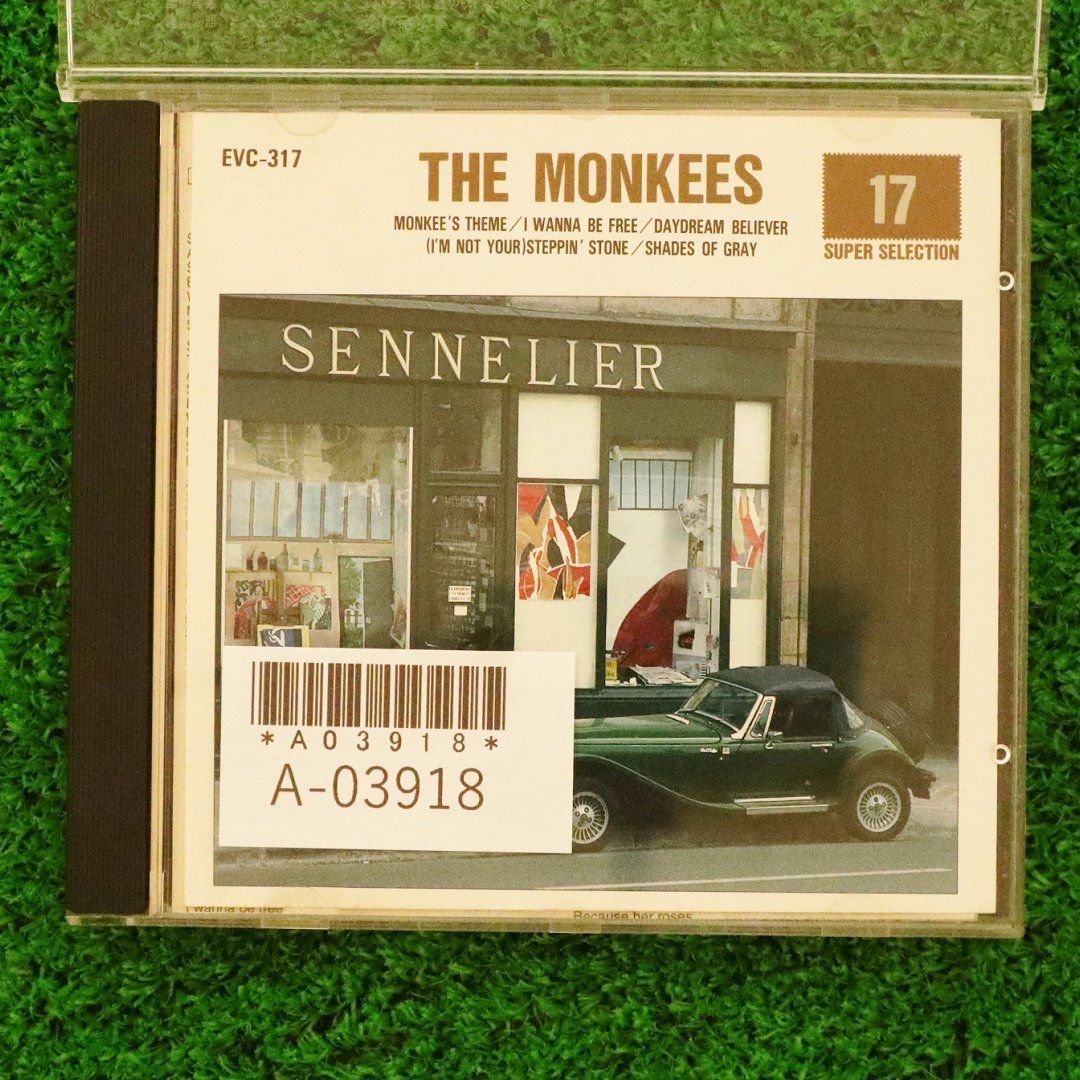 EVC-317
THE MONKEES
MONKEE'S THEME/I WANNA BE FREE/DAYDREAM BELIEVER
(I'M NOT YOUR)STEPPIN' STONE/SHADES OF GRAY
17
SUPER SELECTION
SENNELIER
*A03918*
A-03918
I wanna be free
Because her roses